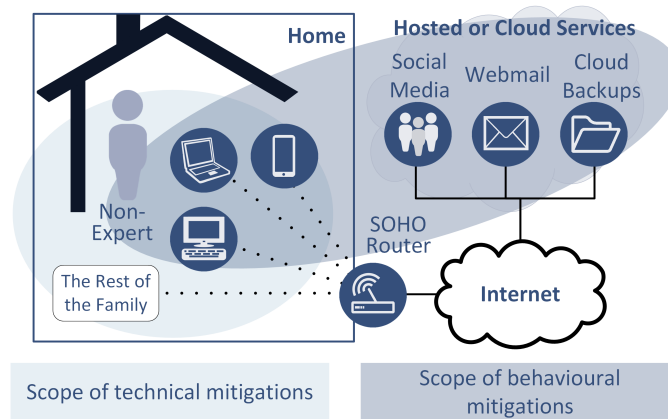 Home
Hosted or Cloud Services
Social
Media
Webmail
Cloud
Backups
Non-
Expert
SOHO
Router
The Rest of
the Family
Internet
Scope of technical mitigations
Scope of behavioural
mitigations